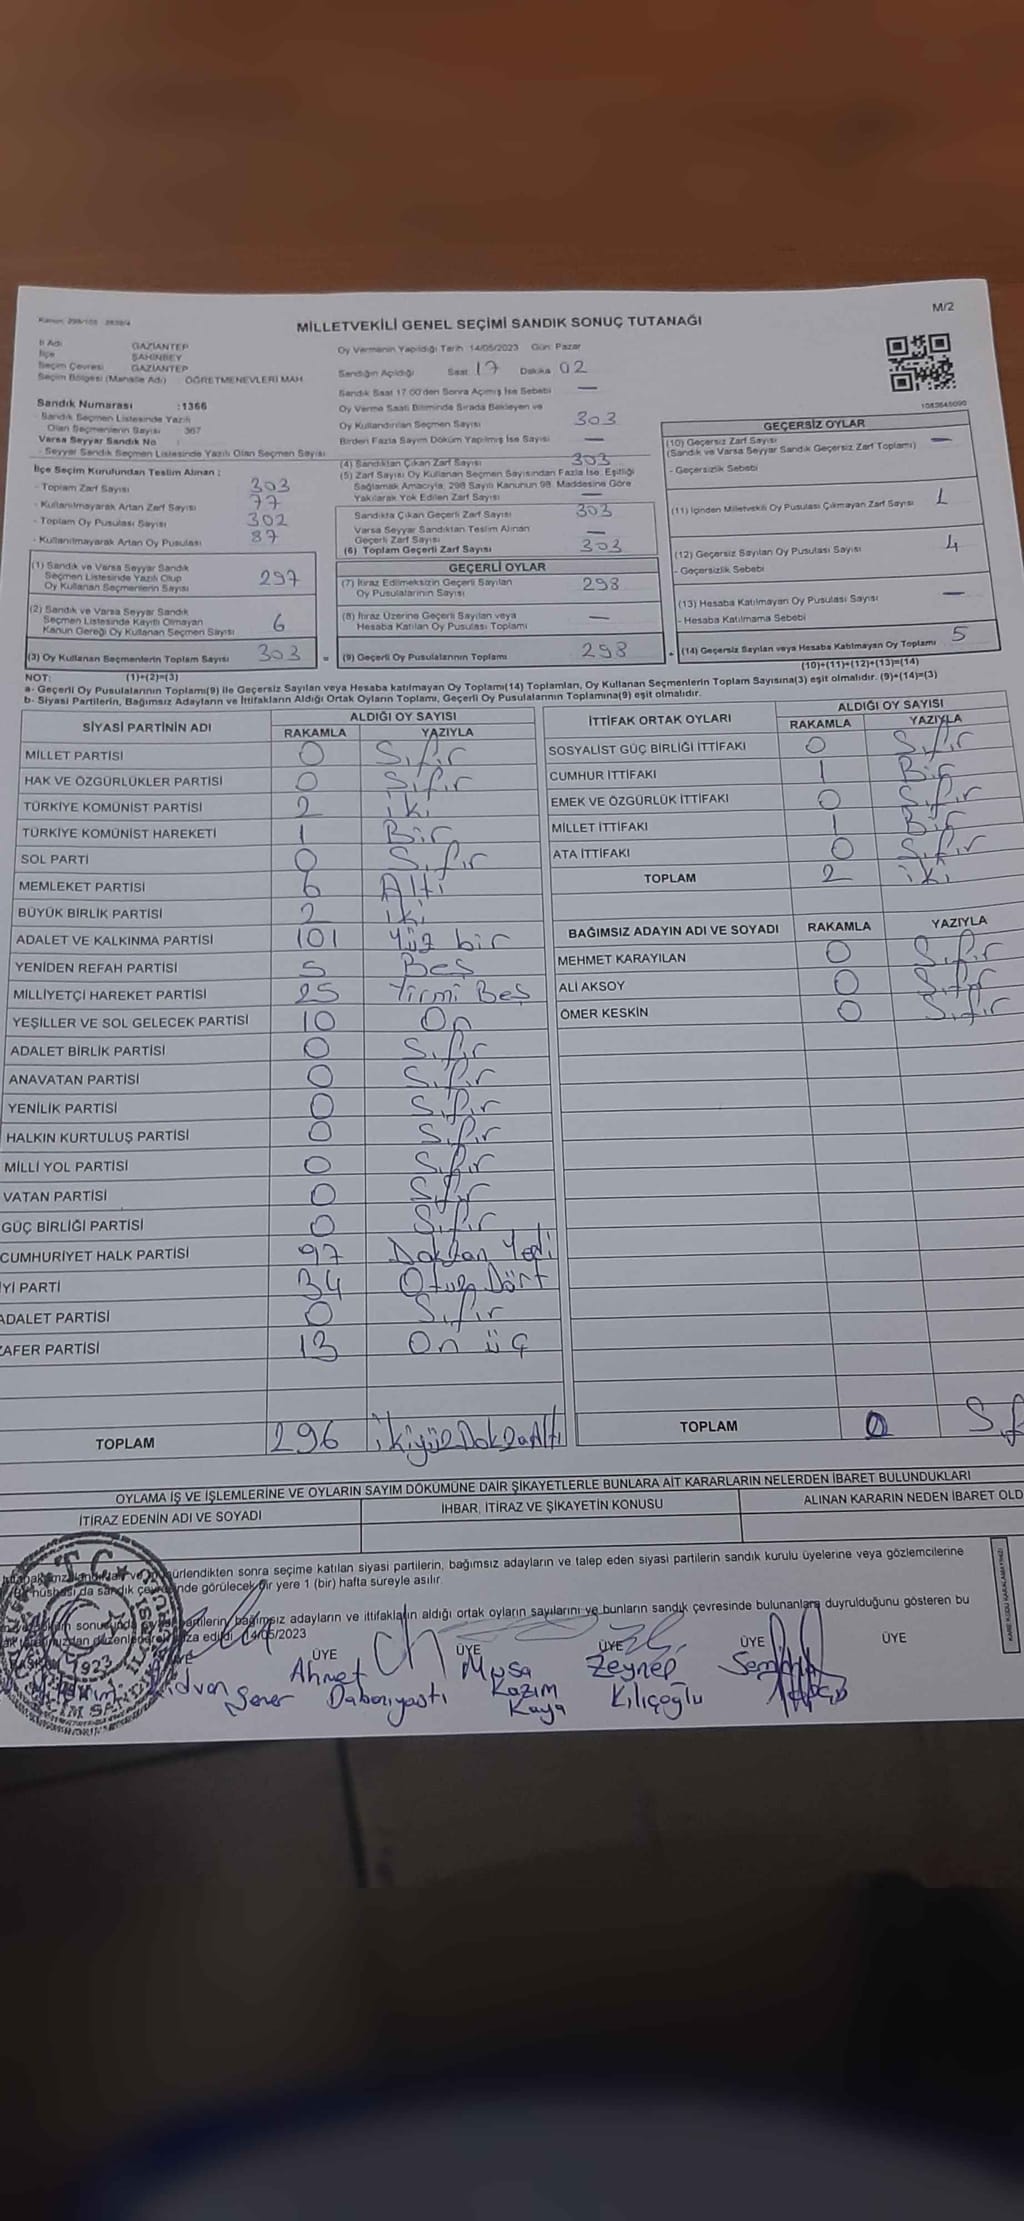 M/2
MİLLETVEKİLİ GENEL SEÇİMİ SANDIK SONUÇ TUTANAĞI
İl Adı GAZİANTEP
İlçe ŞAHİNBEY
Seçim Çevresi GAZİANTEP
Seçim Bölgesi (Mahalle Adı) ÖĞRETMENEVLERİ MAH.
Sandık Numarası :1366
- Sandık Seçmen Listesinde Yazılı
Olan Seçmenlerin Sayısı 367
Varsa Seyyar Sandık No
- Seyyar Sandık Seçmen Listesinde Yazılı Olan Seçmen Sayısı
İlçe Seçim Kurulundan Teslim Alınan :
- Toplam Zarf Sayısı 303
- Kullanılmayarak Artan Zarf Sayısı 77
- Toplam Oy Pusulası Sayısı 302
- Kullanılmayarak Artan Oy Pusulası 87
(1) Sandık ve Varsa Seyyar Sandık
Seçmen Listesinde Yazılı Olup
Oy Kullanan Seçmenlerin Sayısı 297
(2) Sandık ve Varsa Seyyar Sandık
Seçmen Listesinde Kayıtlı Olmayan
Kanun Gereği Oy Kullanan Seçmen Sayısı 6
(3) Oy Kullanan Seçmenlerin Toplam Sayısı 303 =
Oy Vermenin Yapıldığı Tarih 14/05/2023 Gün: Pazar
Sandığın Açıldığı Saat 17 Dakika 02
Sandık Saat 17.00'den Sonra Açılmış İse Sebebi —
Oy Verme Saati Bitiminde Sırada Bekleyen ve
Oy Kullandırılan Seçmen Sayısı 303
Birden Fazla Sayım Döküm Yapılmış İse Sayısı —
(4) Sandıktan Çıkan Zarf Sayısı 303
(5) Zarf Sayısı Oy Kullanan Seçmen Sayısından Fazla İse, Eşitliği
Sağlamak Amacıyla, 298 Sayılı Kanunun 98. Maddesine Göre
Yakılarak Yok Edilen Zarf Sayısı —
Sandıkta Çıkan Geçerli Zarf Sayısı 303
Varsa Seyyar Sandıktan Teslim Alınan
Geçerli Zarf Sayısı —
(6) Toplam Geçerli Zarf Sayısı 303
GEÇERLİ OYLAR
(7) İtiraz Edilmeksizin Geçerli Sayılan
Oy Pusulalarının Sayısı 298
(8) İtiraz Üzerine Geçerli Sayılan veya
Hesaba Katılan Oy Pusulası Toplamı —
(9) Geçerli Oy Pusulalarının Toplamı 298 +
1083645090
GEÇERSİZ OYLAR
(10) Geçersiz Zarf Sayısı —
(Sandık ve Varsa Seyyar Sandık Geçersiz Zarf Toplamı)
- Geçersizlik Sebebi
(11) İçinden Milletvekili Oy Pusulası Çıkmayan Zarf Sayısı 1
(12) Geçersiz Sayılan Oy Pusulası Sayısı 4
- Geçersizlik Sebebi
(13) Hesaba Katılmayan Oy Pusulası Sayısı —
- Hesaba Katılmama Sebebi
(14) Geçersiz Sayılan veya Hesaba Katılmayan Oy Toplamı 5
NOT: (1)+(2)=(3) (10)+(11)+(12)+(13)=(14)
a- Geçerli Oy Pusulalarının Toplamı(9) ile Geçersiz Sayılan veya Hesaba katılmayan Oy Toplamı(14) Toplamları, Oy Kullanan Seçmenlerin Toplam Sayısına(3) eşit olmalıdır. (9)+(14)=(3)
b- Siyasi Partilerin, Bağımsız Adayların ve İttifakların Aldığı Ortak Oyların Toplamı, Geçerli Oy Pusulalarının Toplamına(9) eşit olmalıdır.
SİYASİ PARTİNİN ADI ALDIĞI OY SAYISI
RAKAMLA YAZIYLA
MİLLET PARTİSİ 0 Sıfır
HAK VE ÖZGÜRLÜKLER PARTİSİ 0 Sıfır
TÜRKİYE KOMÜNİST PARTİSİ 2 iki
TÜRKİYE KOMÜNİST HAREKETİ 1 Bir
SOL PARTİ 0 Sıfır
MEMLEKET PARTİSİ 6 Altı
BÜYÜK BİRLİK PARTİSİ 2 iki
ADALET VE KALKINMA PARTİSİ 101 Yüz bir
YENİDEN REFAH PARTİSİ 5 Beş
MİLLİYETÇİ HAREKET PARTİSİ 25 Yirmi Beş
YEŞİLLER VE SOL GELECEK PARTİSİ 10 On
ADALET BİRLİK PARTİSİ 0 Sıfır
ANAVATAN PARTİSİ 0 Sıfır
YENİLİK PARTİSİ 0 Sıfır
HALKIN KURTULUŞ PARTİSİ 0 Sıfır
MİLLİ YOL PARTİSİ 0 Sıfır
VATAN PARTİSİ 0 Sıfır
GÜÇ BİRLİĞİ PARTİSİ 0 Sıfır
CUMHURİYET HALK PARTİSİ 97 Doksan Yedi
İYİ PARTİ 34 Otuz Dört
ADALET PARTİSİ 0 Sıfır
ZAFER PARTİSİ 13 On üç
TOPLAM 296 ikiyüz Doksan Altı
İTTİFAK ORTAK OYLARI ALDIĞI OY SAYISI
RAKAMLA YAZIYLA
SOSYALİST GÜÇ BİRLİĞİ İTTİFAKI 0 Sıfır
CUMHUR İTTİFAKI 1 Bir
EMEK VE ÖZGÜRLÜK İTTİFAKI 0 Sıfır
MİLLET İTTİFAKI 1 Bir
ATA İTTİFAKI 0 Sıfır
TOPLAM 2 iki
BAĞIMSIZ ADAYIN ADI VE SOYADI RAKAMLA YAZIYLA
MEHMET KARAYILAN 0 Sıfır
ALİ AKSOY 0 Sıfır
ÖMER KESKİN 0 Sıfır
TOPLAM 0 Sıf
OYLAMA İŞ VE İŞLEMLERİNE VE OYLARIN SAYIM DÖKÜMÜNE DAİR ŞİKAYETLERLE BUNLARA AİT KARARLARIN NELERDEN İBARET BULUNDUKLARI
İTİRAZ EDENİN ADI VE SOYADI İHBAR, İTİRAZ VE ŞİKAYETİN KONUSU ALINAN KARARIN NEDEN İBARET OLD
sonra seçime katılan siyasi partilerin, bağımsız adayların ve talep eden siyasi partilerin sandık kurulu üyelerine veya gözlemcilerine
da sandık görülecek bir yere 1 (bir) hafta süreyle asılır.
bağımsız adayların ve ittifakların aldığı ortak oyların sayılarını ve bunların sandık çevresinde bulunanlara duyurulduğunu gösteren bu
imza edildi. 14/05/2023
ÜYE ÜYE ÜYE ÜYE ÜYE
T.C.
1923
Rıdvan Şener
Ahmet
Musa Kazım Kaya
Zeynep Kılıçoğlu